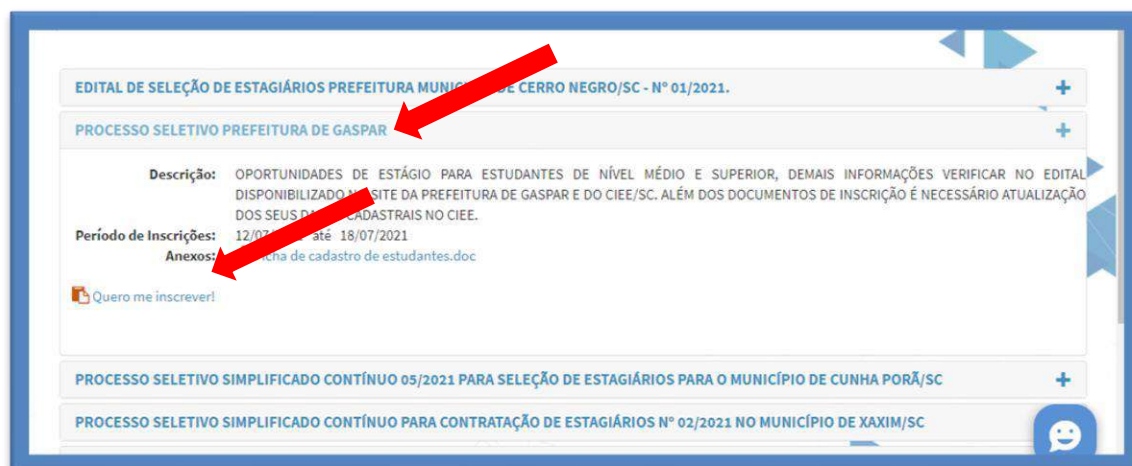 EDITAL DE SELEÇÃO DE ESTAGIÁRIOS PREFEITURA DE CERRO NEGRO/SC - Nº 01/2021.
PROCESSO SELETIVO PREFEITURA DE GASPAR
Descrição: OPORTUNIDADES DE ESTÁGIO PARA ESTUDANTES DE NÍVEL MÉDIO E SUPERIOR, DEMAIS INFORMAÇÕES VERIFICAR NO EDITAL
DISPONIBILIZADO SITE DA PREFEITURA DE GASPAR E DO CIEE/SC. ALÉM DOS DOCUMENTOS DE INSCRIÇÃO É NECESSÁRIO ATUALIZAÇÃO
DOS SEUS CADASTRAIS NO CIEE.
Período de Inscrições: até 18/07/2021
Anexos: de cadastro de estudantes.doc
Quero me inscrever!
PROCESSO SELETIVO SIMPLIFICADO CONTÍNUO 05/2021 PARA SELEÇÃO DE ESTAGIÁRIOS PARA O MUNICÍPIO DE CUNHA PORÃ/SC
PROCESSO SELETIVO SIMPLIFICADO CONTÍNUO PARA CONTRATAÇÃO DE ESTAGIÁRIOS Nº 02/2021 NO MUNICÍPIO DE XAXIM/SC